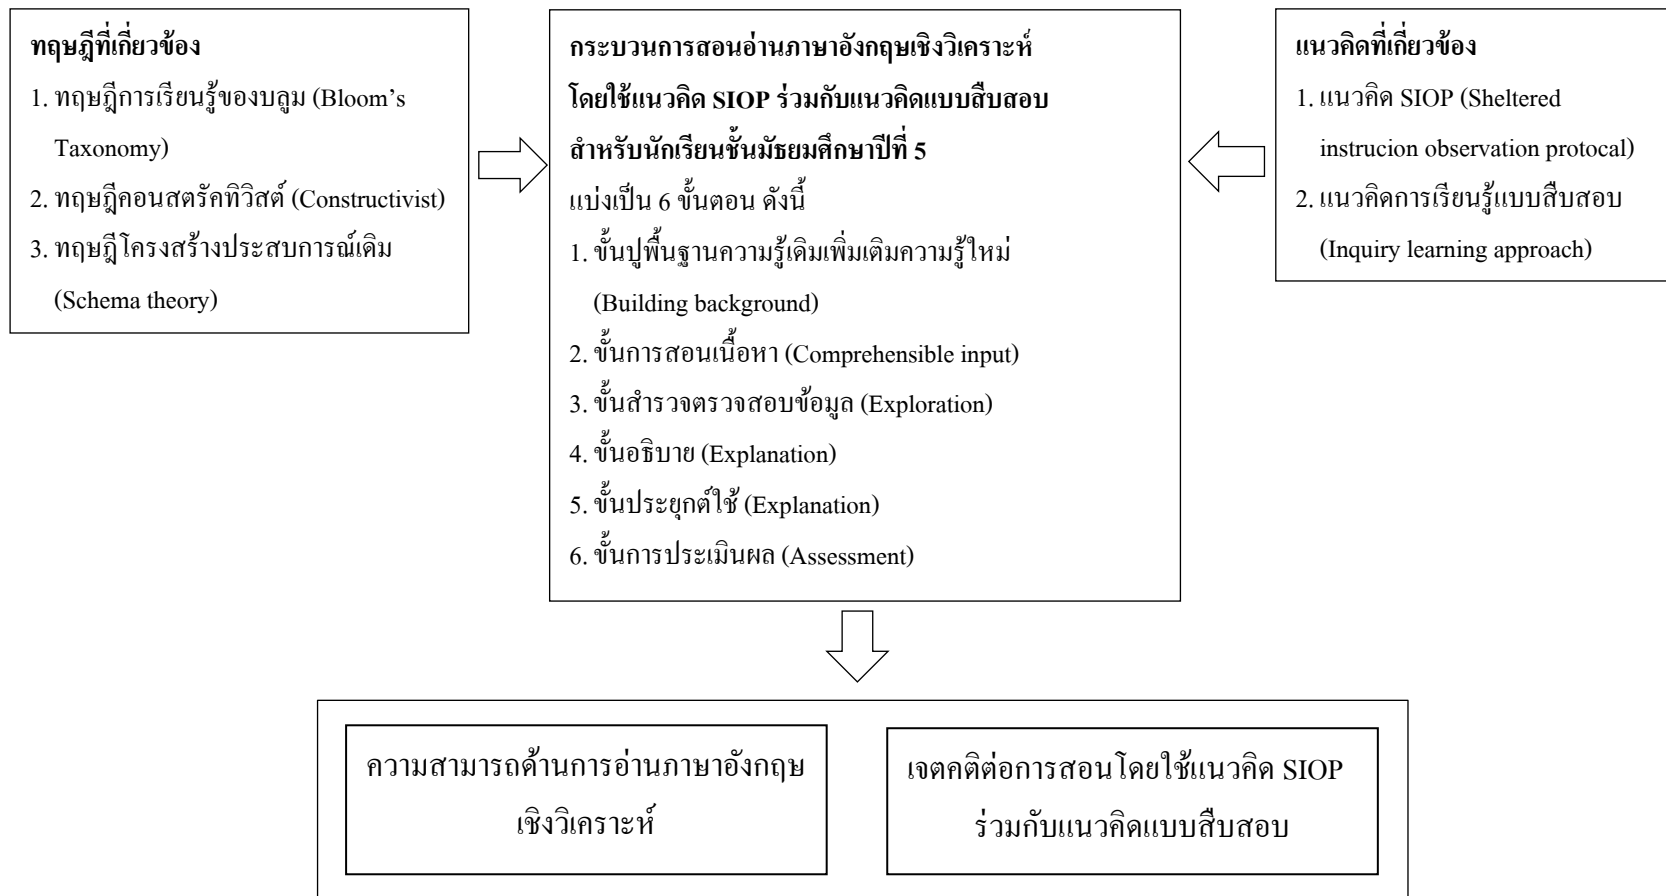 ทฤษฎีที่เกี่ยวข้อง
1. ทฤษฎีการเรียนรู้ของบลูม (Bloom’s
Taxonomy)
2. ทฤษฎีคอนสตรัคทิวิสต์ (Constructivist)
3. ทฤษฎีโครงสร้างประสบการณ์เดิม
(Schema theory)
กระบวนการสอนอ่านภาษาอังกฤษเชิงวิเคราะห์
โดยใช้แนวคิด SIOP ร่วมกับแนวคิดแบบสืบสอบ
สำหรับนักเรียนชั้นมัธยมศึกษาปีที่ 5
แบ่งเป็น 6 ขั้นตอน ดังนี้
1. ขั้นปูพื้นฐานความรู้เดิมเพิ่มเติมความรู้ใหม่
(Building background)
2. ขั้นการสอนเนื้อหา (Comprehensible input)
3. ขั้นสำรวจตรวจสอบข้อมูล (Exploration)
4. ขั้นอธิบาย (Explanation)
5. ขั้นประยุกต์ใช้ (Explanation)
6. ขั้นการประเมินผล (Assessment)
แนวคิดที่เกี่ยวข้อง
1. แนวคิด SIOP (Sheltered
instrucion observation protocal)
2. แนวคิดการเรียนรู้แบบสืบสอบ
(Inquiry learning approach)
ความสามารถด้านการอ่านภาษาอังกฤษ
เชิงวิเคราะห์
เจตคติต่อการสอนโดยใช้แนวคิด SIOP
ร่วมกับแนวคิดแบบสืบสอบ